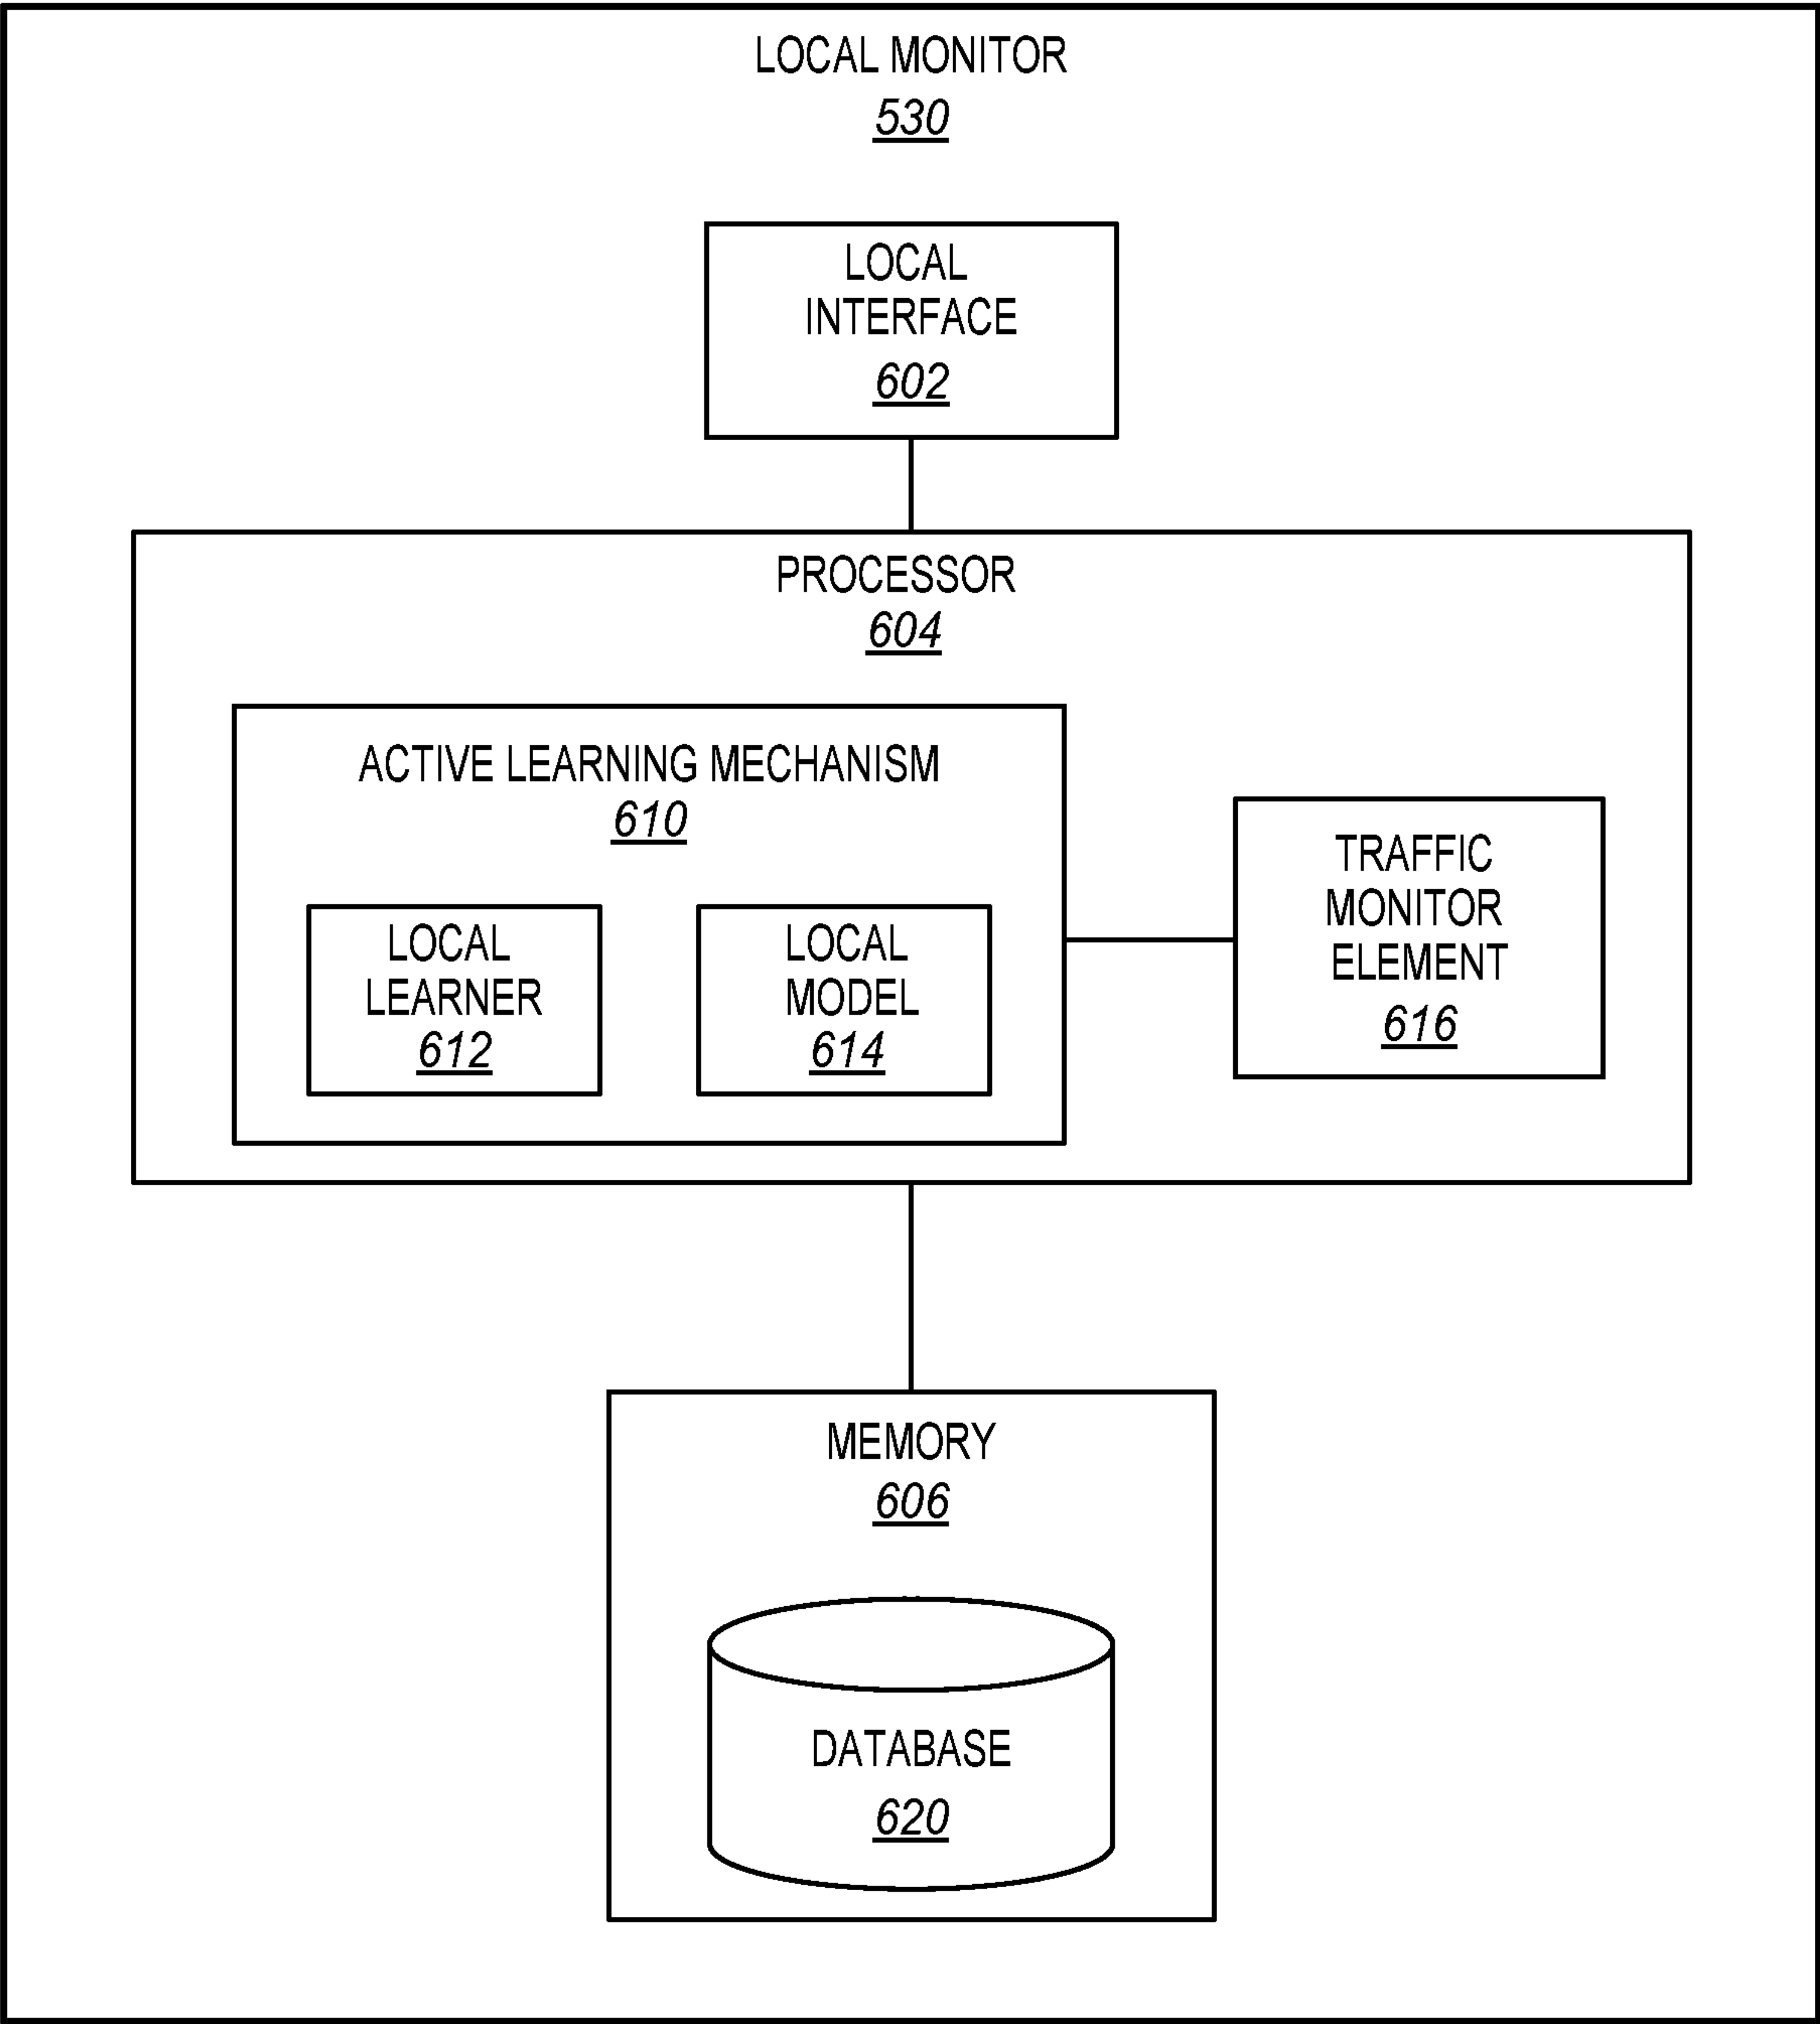 LOCAL MONITOR
530
LOCAL
INTERFACE
602
PROCESSOR
604
ACTIVE LEARNING MECHANISM
610
LOCAL
LEARNER
612
LOCAL
MODEL
614
TRAFFIC
MONITOR
ELEMENT
616
MEMORY
606
DATABASE
620